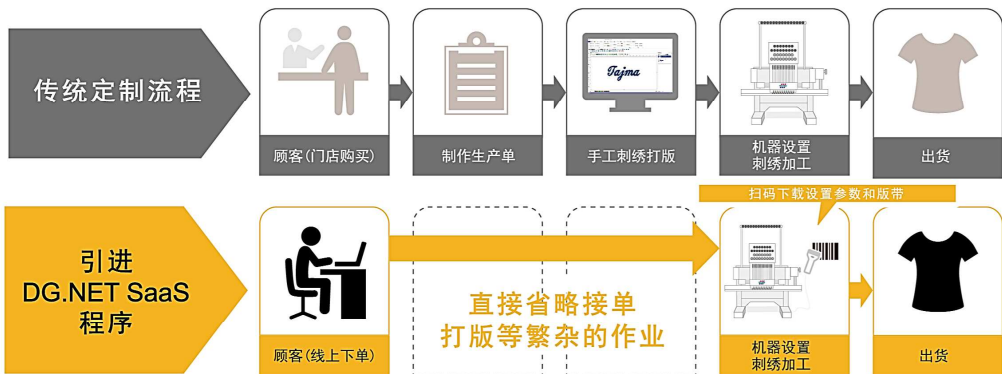 传统定制流程
Tajma
顾客(门店购买)
制作生产单
手工刺绣打版
机器设置
刺绣加工
出货
扫码下载设置参数和版带
引进
DG.NET SaaS
程序
直接省略接单
打版等繁杂的作业
顾客(线上下单)
机器设置
刺绣加工
出货